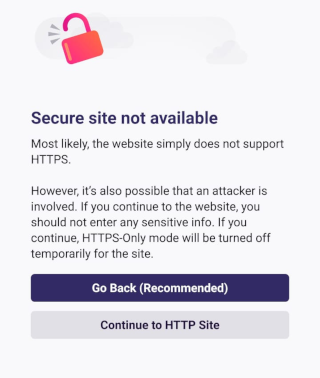 Secure site not available
Most likely, the website simply does not support
HTTPS.
However, it's also possible that an attacker is
involved. If you continue to the website, you
should not enter any sensitive info. If you
continue, HTTPS-Only mode will be turned off
temporarily for the site.
Go Back (Recommended)
Continue to HTTP Site